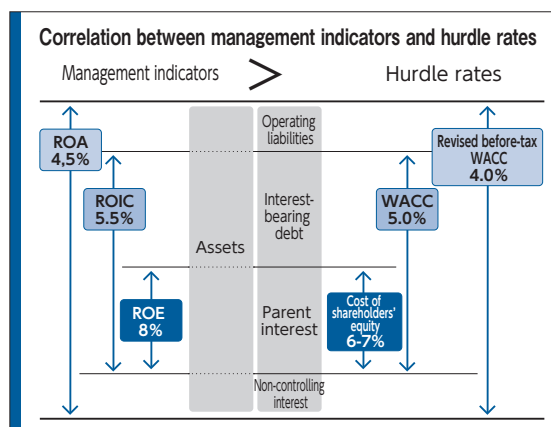 Correlation between management indicators and hurdle rates
Management indicators > Hurdle rates
ROA
4,5%
ROIC
5.5%
ROE
8%
Assets
Operating
liabilities
Interest-
bearing
debt
Parent
interest
Non-controlling
interest
Cost of
shareholders'
equity
6-7%
WACC
5.0%
Revised before-tax
WACC
4.0%